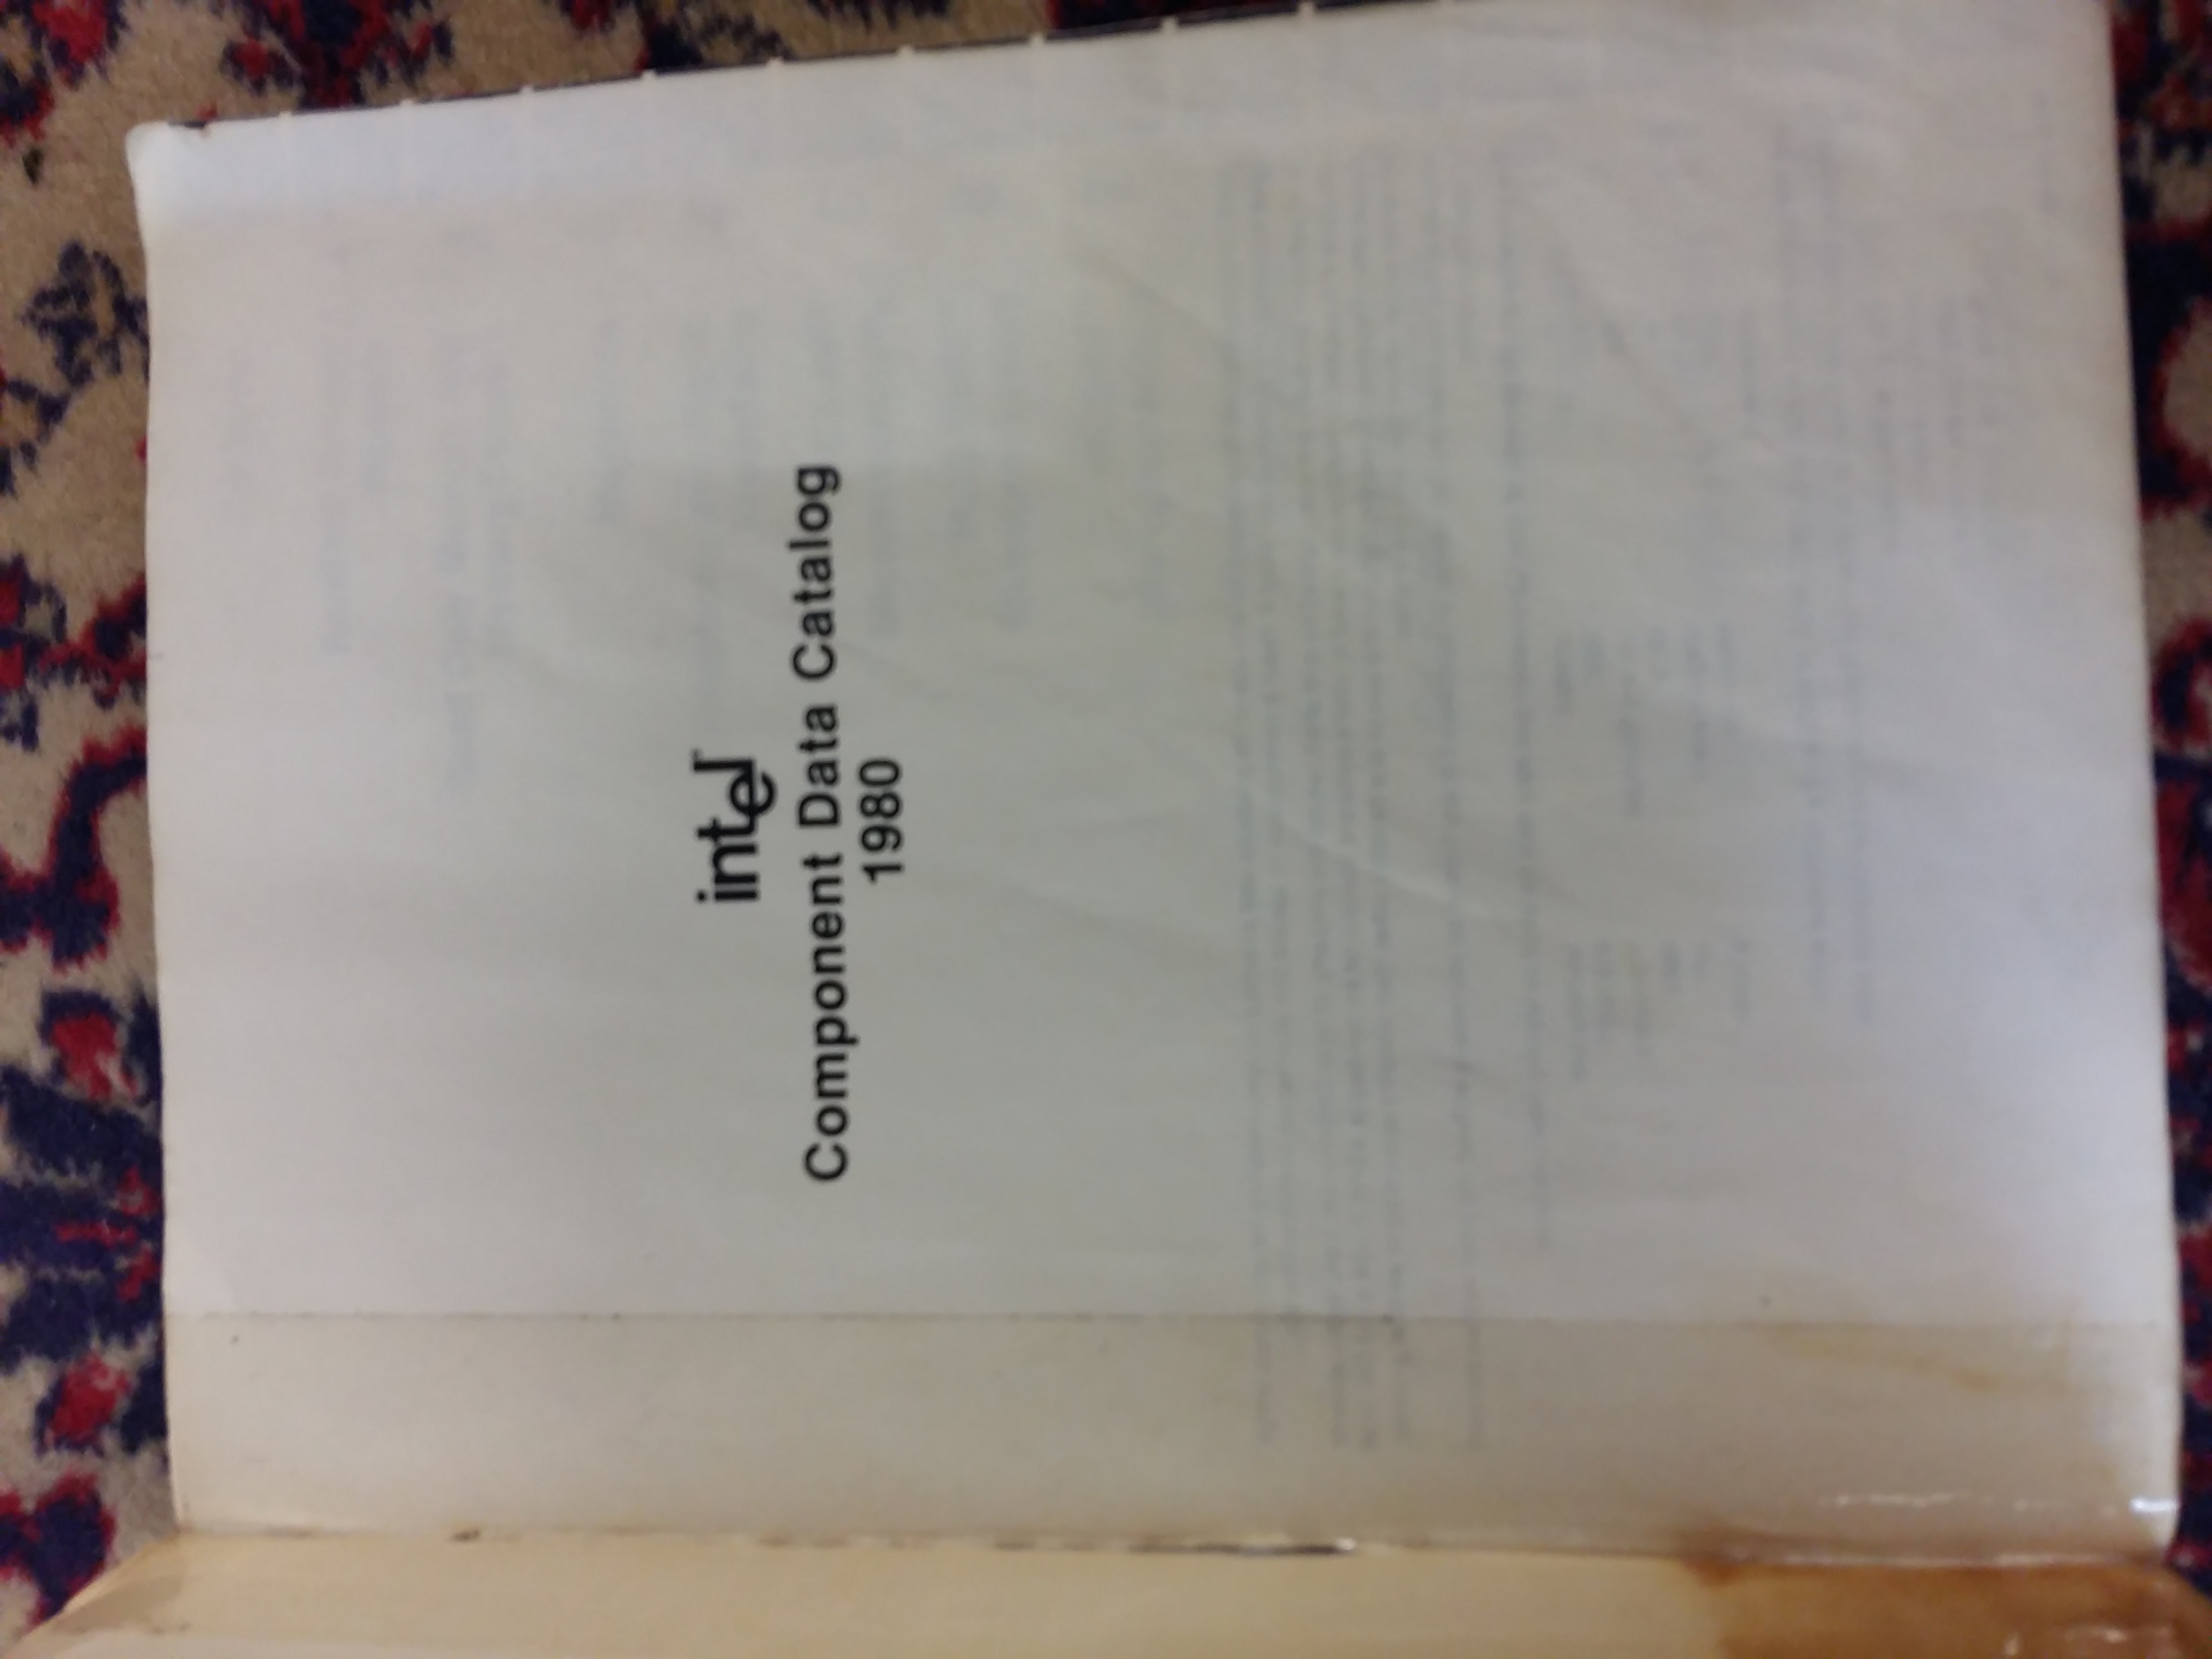 intel
Component Data Catalog
1980